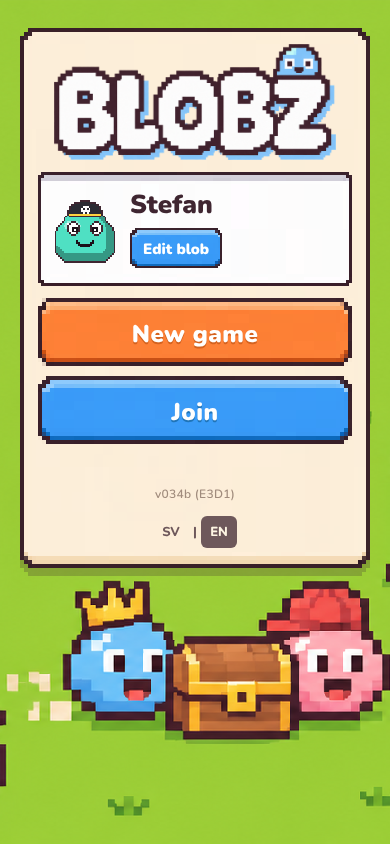 BLOBZ
Stefan
Edit blob
New game
Join
v034b (E3D1)
SV | EN